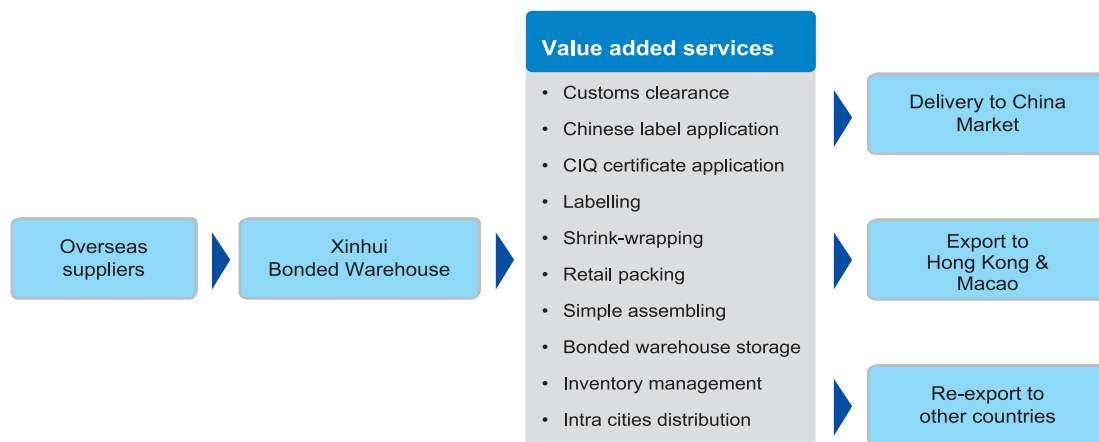 Overseas
suppliers
Xinhui
Bonded Warehouse
Value added services
• Customs clearance
• Chinese label application
• CIQ certificate application
• Labelling
• Shrink-wrapping
• Retail packing
• Simple assembling
• Bonded warehouse storage
• Inventory management
• Intra cities distribution
Delivery to China
Market
Export to
Hong Kong &
Macao
Re-export to
other countries